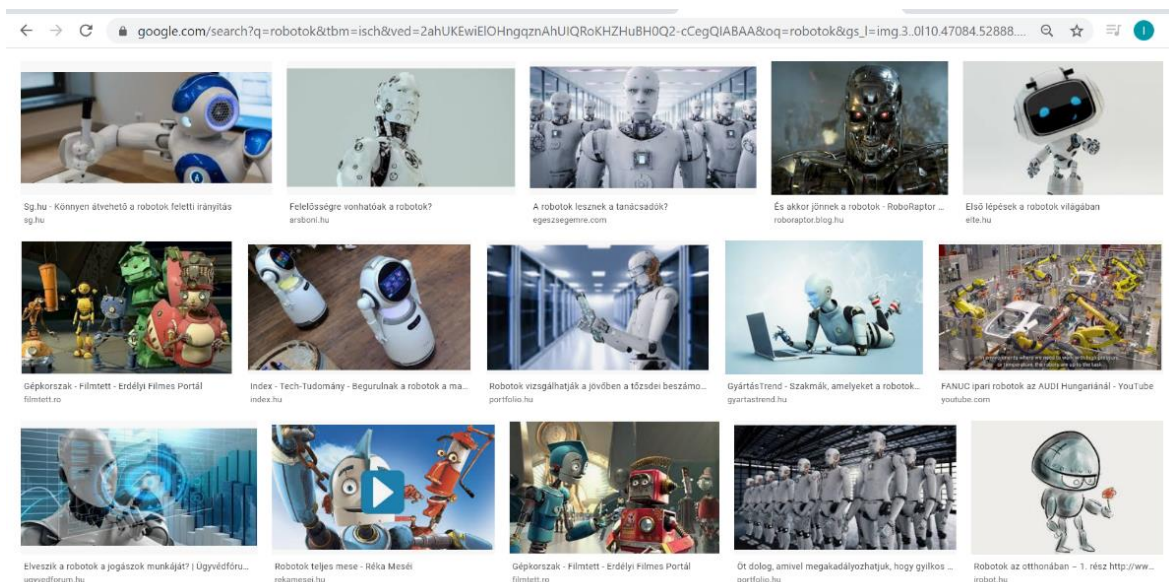 google.com/search?q=robotok&tbm=isch&ved=2ahUKEwiElOHngqznAhUIQRoKHZHuBH0Q2-cCegQIABAA&oq=robotok&gs_l=img.3..0l10.47084.52888....
I
Sg.hu - Könnyen átvehető a robotok feletti irányítás
sg.hu
Felelősségre vonhatóak a robotok?
arsboni.hu
A robotok lesznek a tanácsadók?
egeszsegemre.com
És akkor jönnek a robotok - RoboRaptor ...
roboraptor.blog.hu
Első lépések a robotok világában
elte.hu
Gépkorszak - Filmtett - Erdélyi Filmes Portál
filmtett.ro
Index - Tech-Tudomány - Begurulnak a robotok a ma...
index.hu
Robotok vizsgálhatják a jövőben a tőzsdei beszámo...
portfolio.hu
GyártásTrend - Szakmák, amelyeket a robotok...
gyartastrend.hu
FANUC ipari robotok az AUDI Hungariánál - YouTube
youtube.com
Elveszik a robotok a jogászok munkáját? | Ügyvédfóru...
ugyvedforum.hu
Robotok teljes mese - Réka Meséi
rekamesei.hu
Gépkorszak - Filmtett - Erdélyi Filmes Portál
filmtett.ro
Öt dolog, amivel megakadályozhatjuk, hogy gyilkos ...
portfolio.hu
Robotok az otthonában – 1. rész http://ww...
irobot.hu